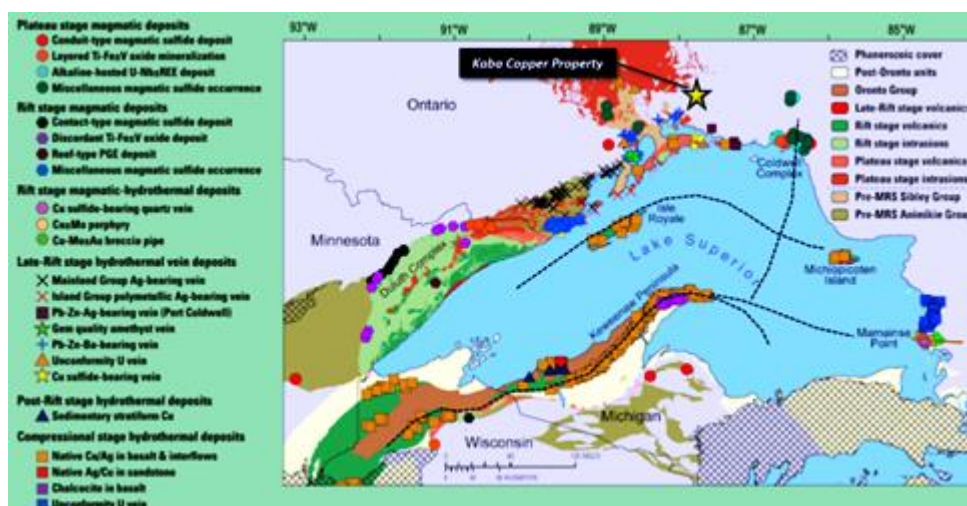 93°W
91°W
89°W
87°W
85°W
Plateau stage magmatic deposits
Conduit-type magmatic sulfide deposit
Layered Ti-Fe±V oxide mineralization
Alkaline-hosted U-Nb±REE deposit
Miscellaneous magmatic sulfide occurrence
Rift stage magmatic deposits
Contact-type magmatic sulfide deposit
Discordant Ti-Fe±V oxide deposit
Reef-type PGE deposit
Miscellaneous magmatic sulfide occurrence
Rift stage magmatic-hydrothermal deposits
Cu sulfide-bearing quartz vein
Cu±Mo porphyry
Cu-Mo±Au breccia pipe
Late-Rift stage hydrothermal vein deposits
Mainland Group Ag-bearing vein
Island Group polymetallic Ag-bearing vein
Pb-Zn-Ag-bearing vein (Port Coldwell)
Gem quality amethyst vein
Pb-Zn-Ba-bearing vein
Unconformity U vein
Cu sulfide-bearing vein
Post-Rift stage hydrothermal deposits
Sedimentary stratiform Cu
Compressional stage hydrothermal deposits
Native Cu/Ag in basalt & interflows
Native Ag/Cu in sandstone
Chalcocite in basalt
Unconformity U vein
Kobo Copper Property
Ontario
Minnesota
Duluth Complex
Isle
Royale
Lake Superior
Keweenaw Peninsula
Coldwell
Complex
Michipicoten
Island
Mamainse
Point
Michigan
Wisconsin
Phanerozoic cover
Post-Oronto units
Oronto Group
Late-Rift stage volcanics
Rift stage volcanics
Rift stage intrusions
Plateau stage volcanics
Plateau stage intrusions
Pre-MRS Sibley Group
Pre-MRS Animikie Group